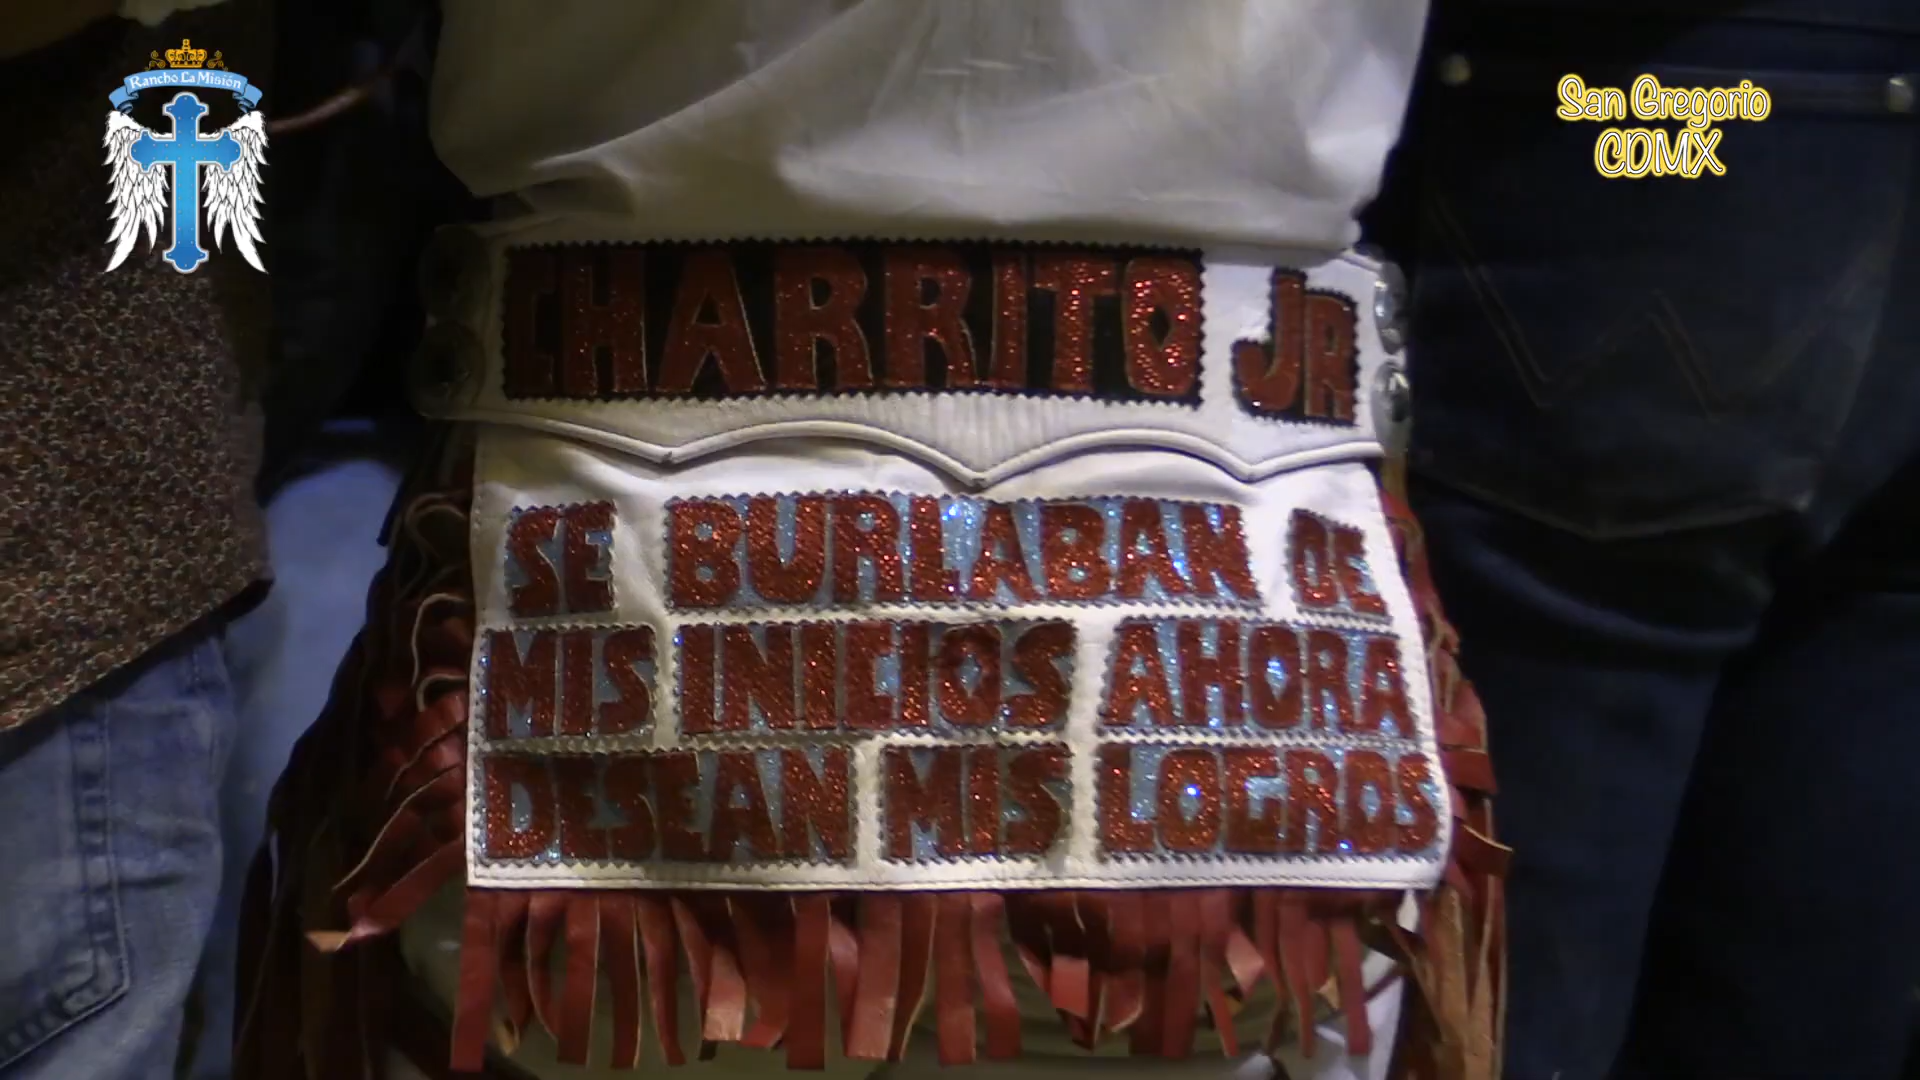 Rancho La Misión
San Gregorio
CDMX
CHARRITO JR
SE BURLABAN DE
MIS INICIOS AHORA
DESEAN MIS LOGROS